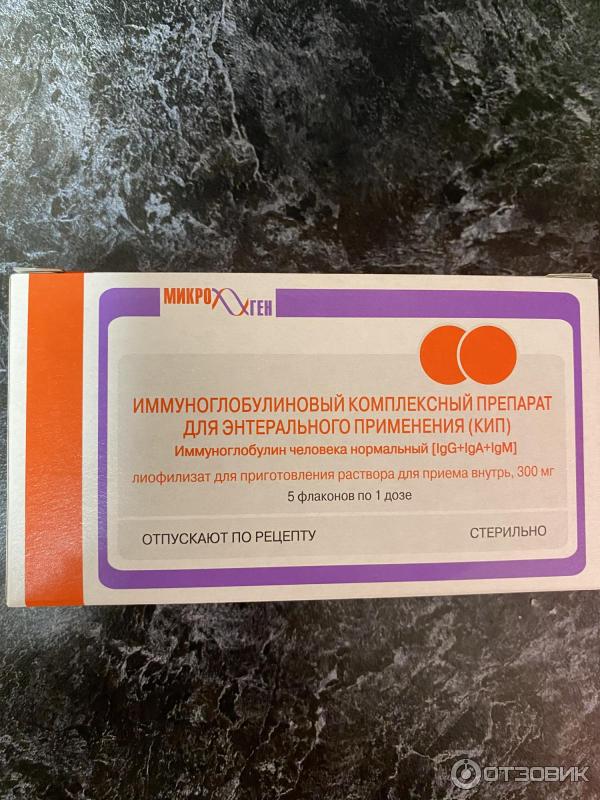 МИКРОГЕН
ИММУНОГЛОБУЛИНОВЫЙ КОМПЛЕКСНЫЙ ПРЕПАРАТ
ДЛЯ ЭНТЕРАЛЬНОГО ПРИМЕНЕНИЯ (КИП)
Иммуноглобулин человека нормальный [IgG+IgA+IgM]
лиофилизат для приготовления раствора для приема внутрь, 300 мг
5 флаконов по 1 дозе
ОТПУСКАЮТ ПО РЕЦЕПТУ
СТЕРИЛЬНО
ОТЗОВИК